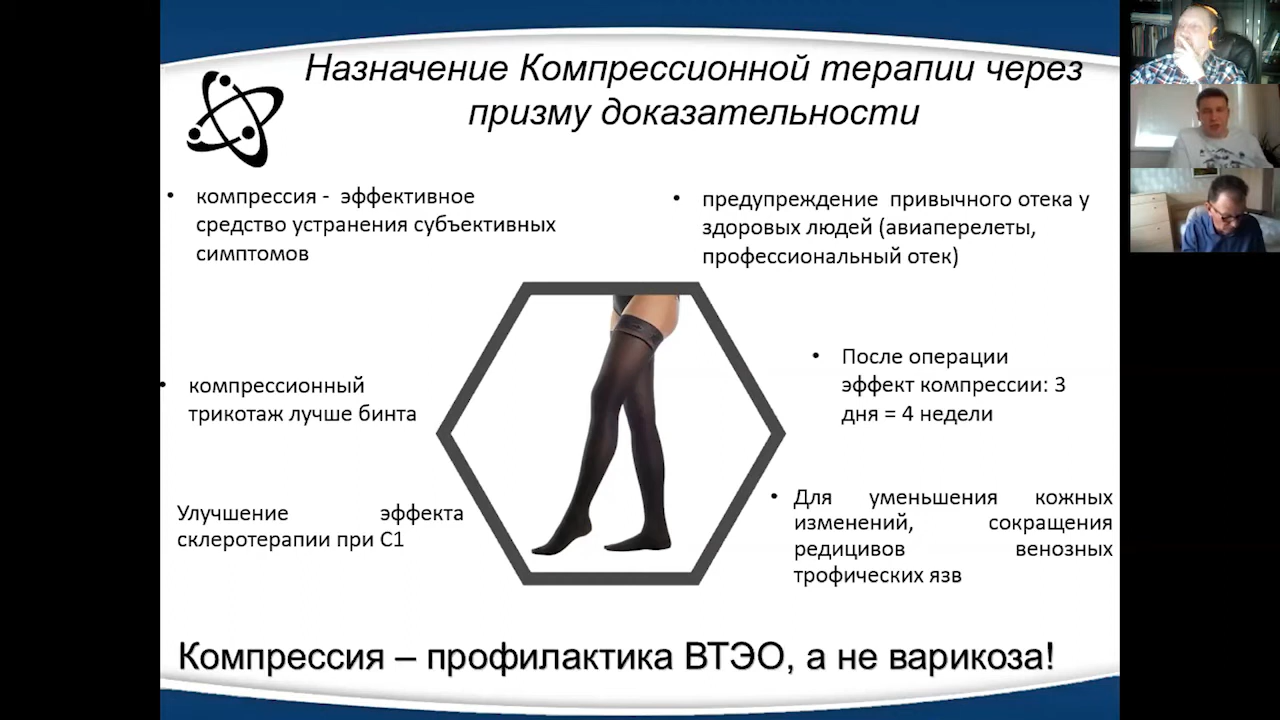 Назначение Компрессионной терапии через
призму доказательности
• компрессия - эффективное
средство устранения субъективных
симптомов
• предупреждение привычного отека у
здоровых людей (авиаперелеты,
профессиональный отек)
• компрессионный
трикотаж лучше бинта
• После операции
эффект компрессии: 3
дня = 4 недели
Улучшение эффекта
склеротерапии при С1
• Для уменьшения кожных
изменений, сокращения
редицивов венозных
трофических язв
Компрессия – профилактика ВТЭО, а не варикоза!